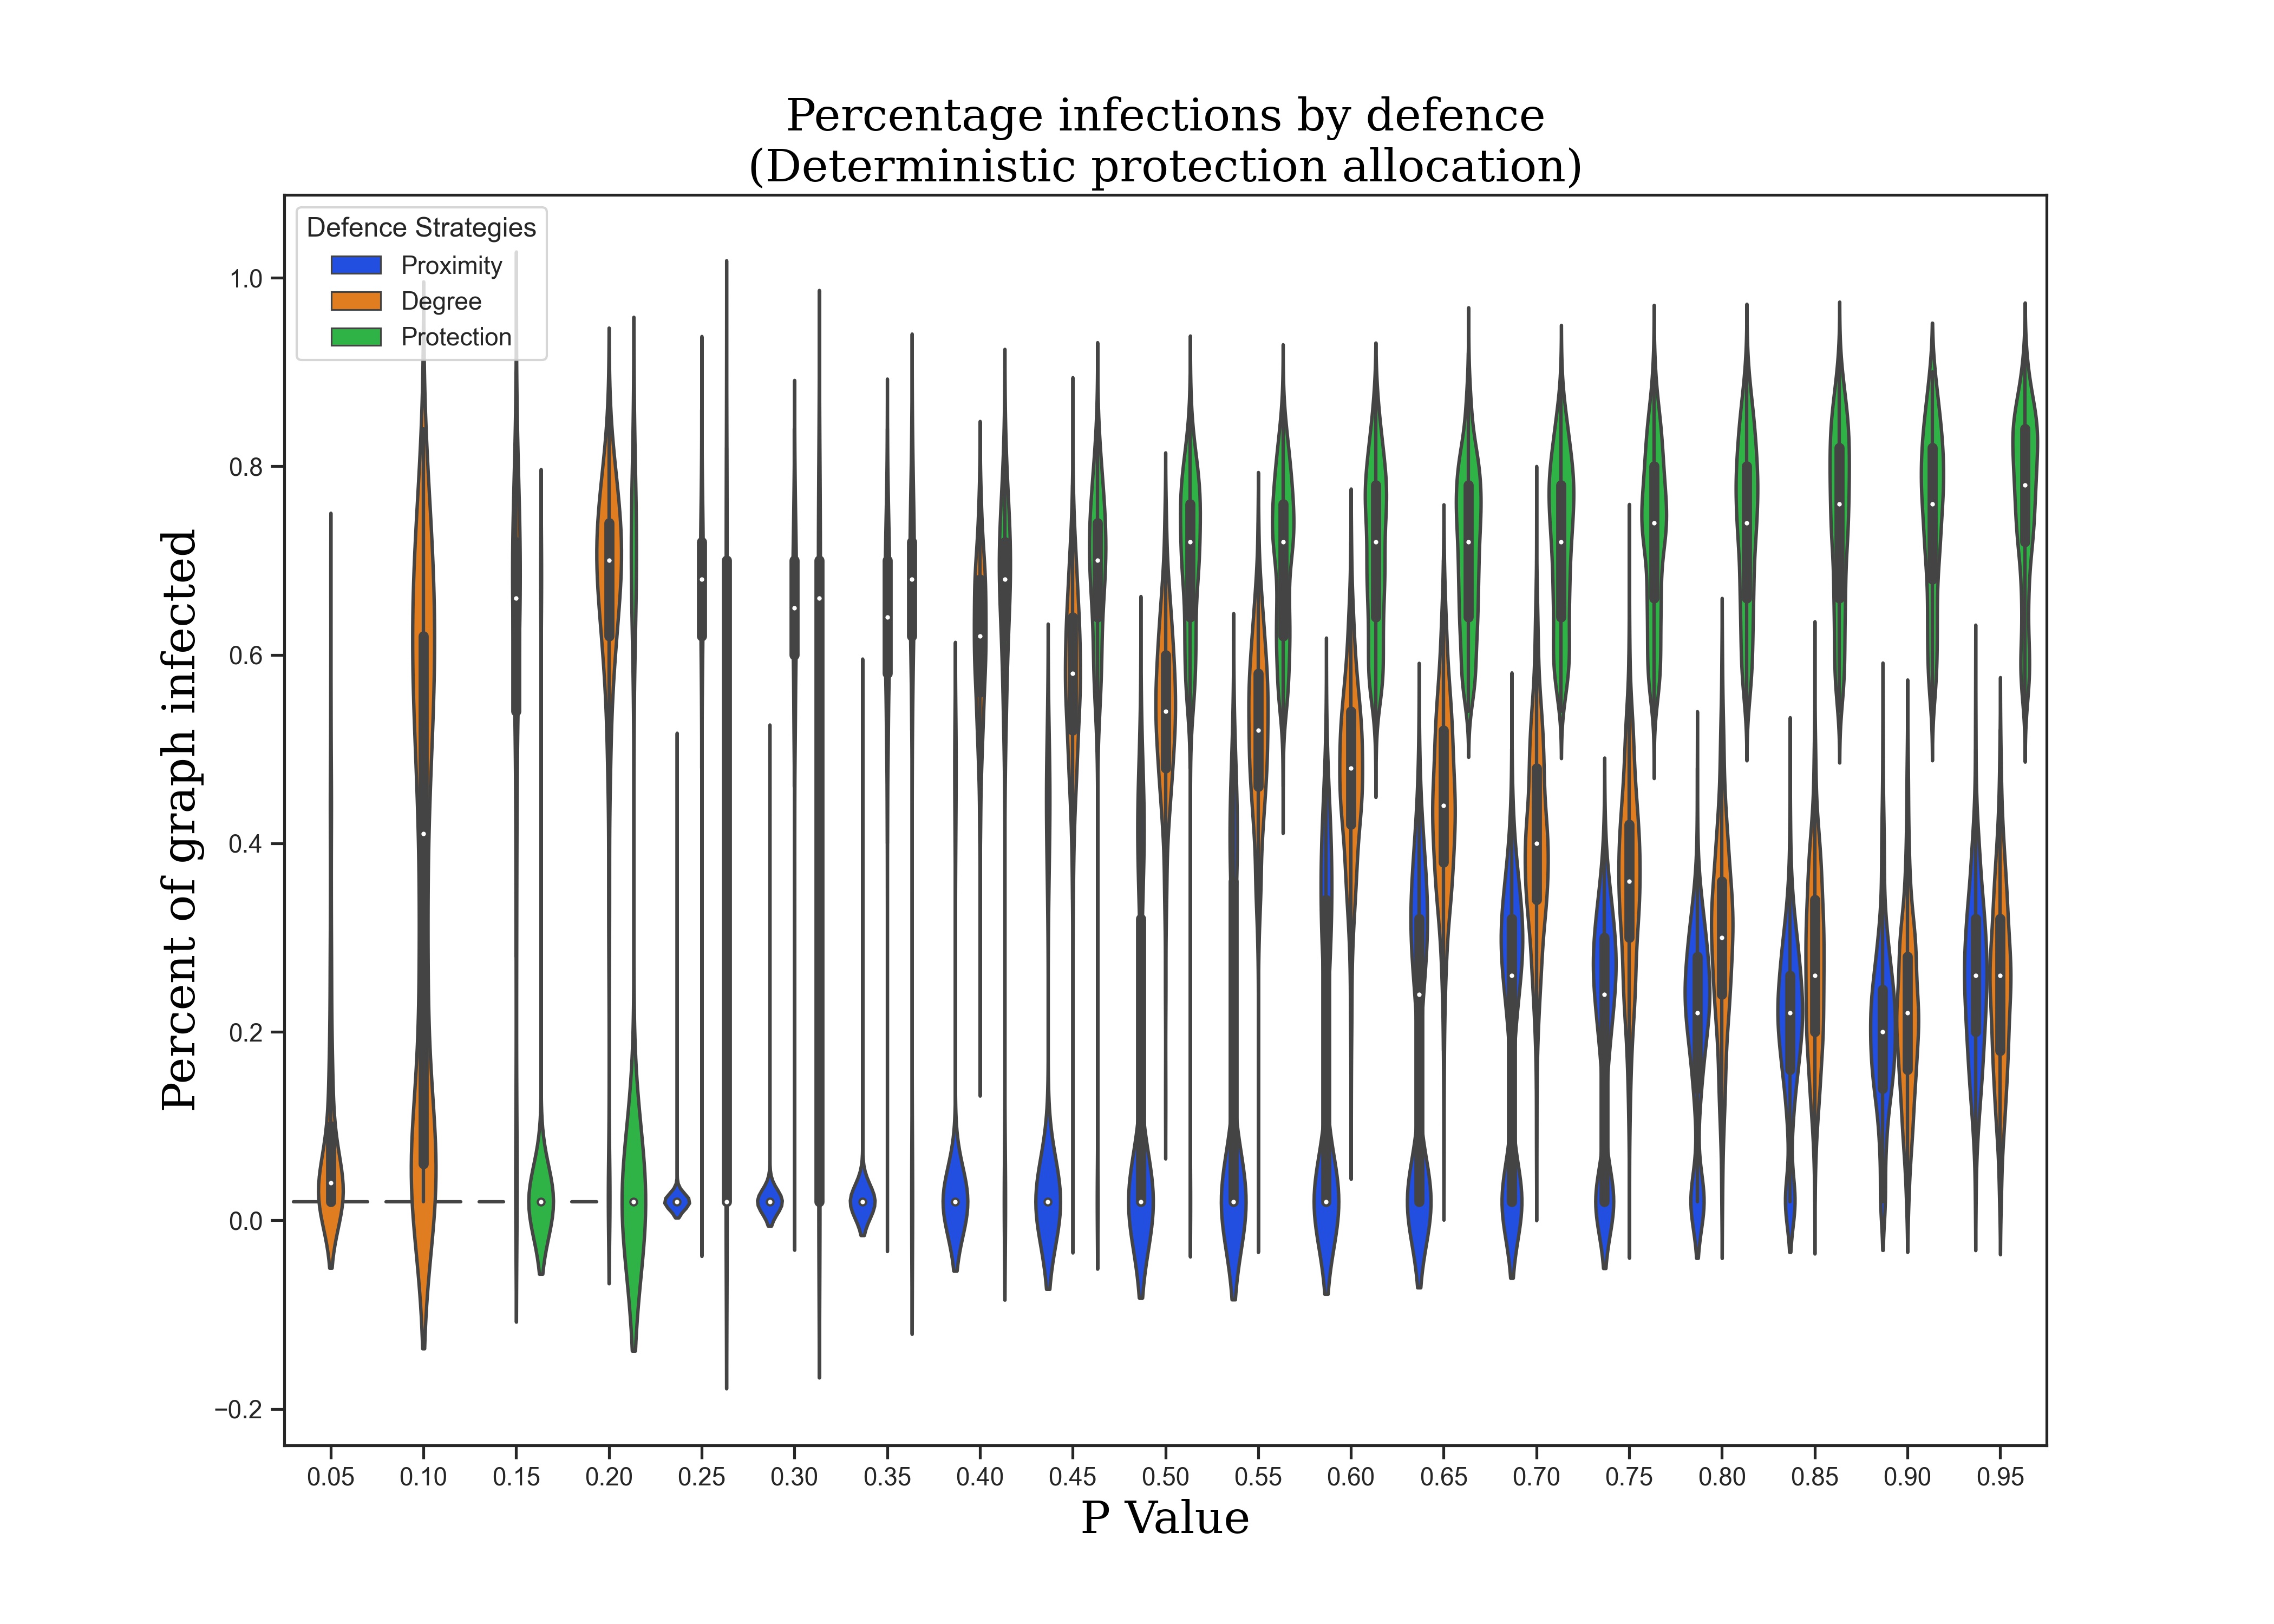 Percentage infections by defence
(Deterministic protection allocation)
Defence Strategies
Proximity
Degree
Protection
Percent of graph infected
1.0
0.8
0.6
0.4
0.2
0.0
−0.2
0.05 0.10 0.15 0.20 0.25 0.30 0.35 0.40 0.45 0.50 0.55 0.60 0.65 0.70 0.75 0.80 0.85 0.90 0.95
P Value